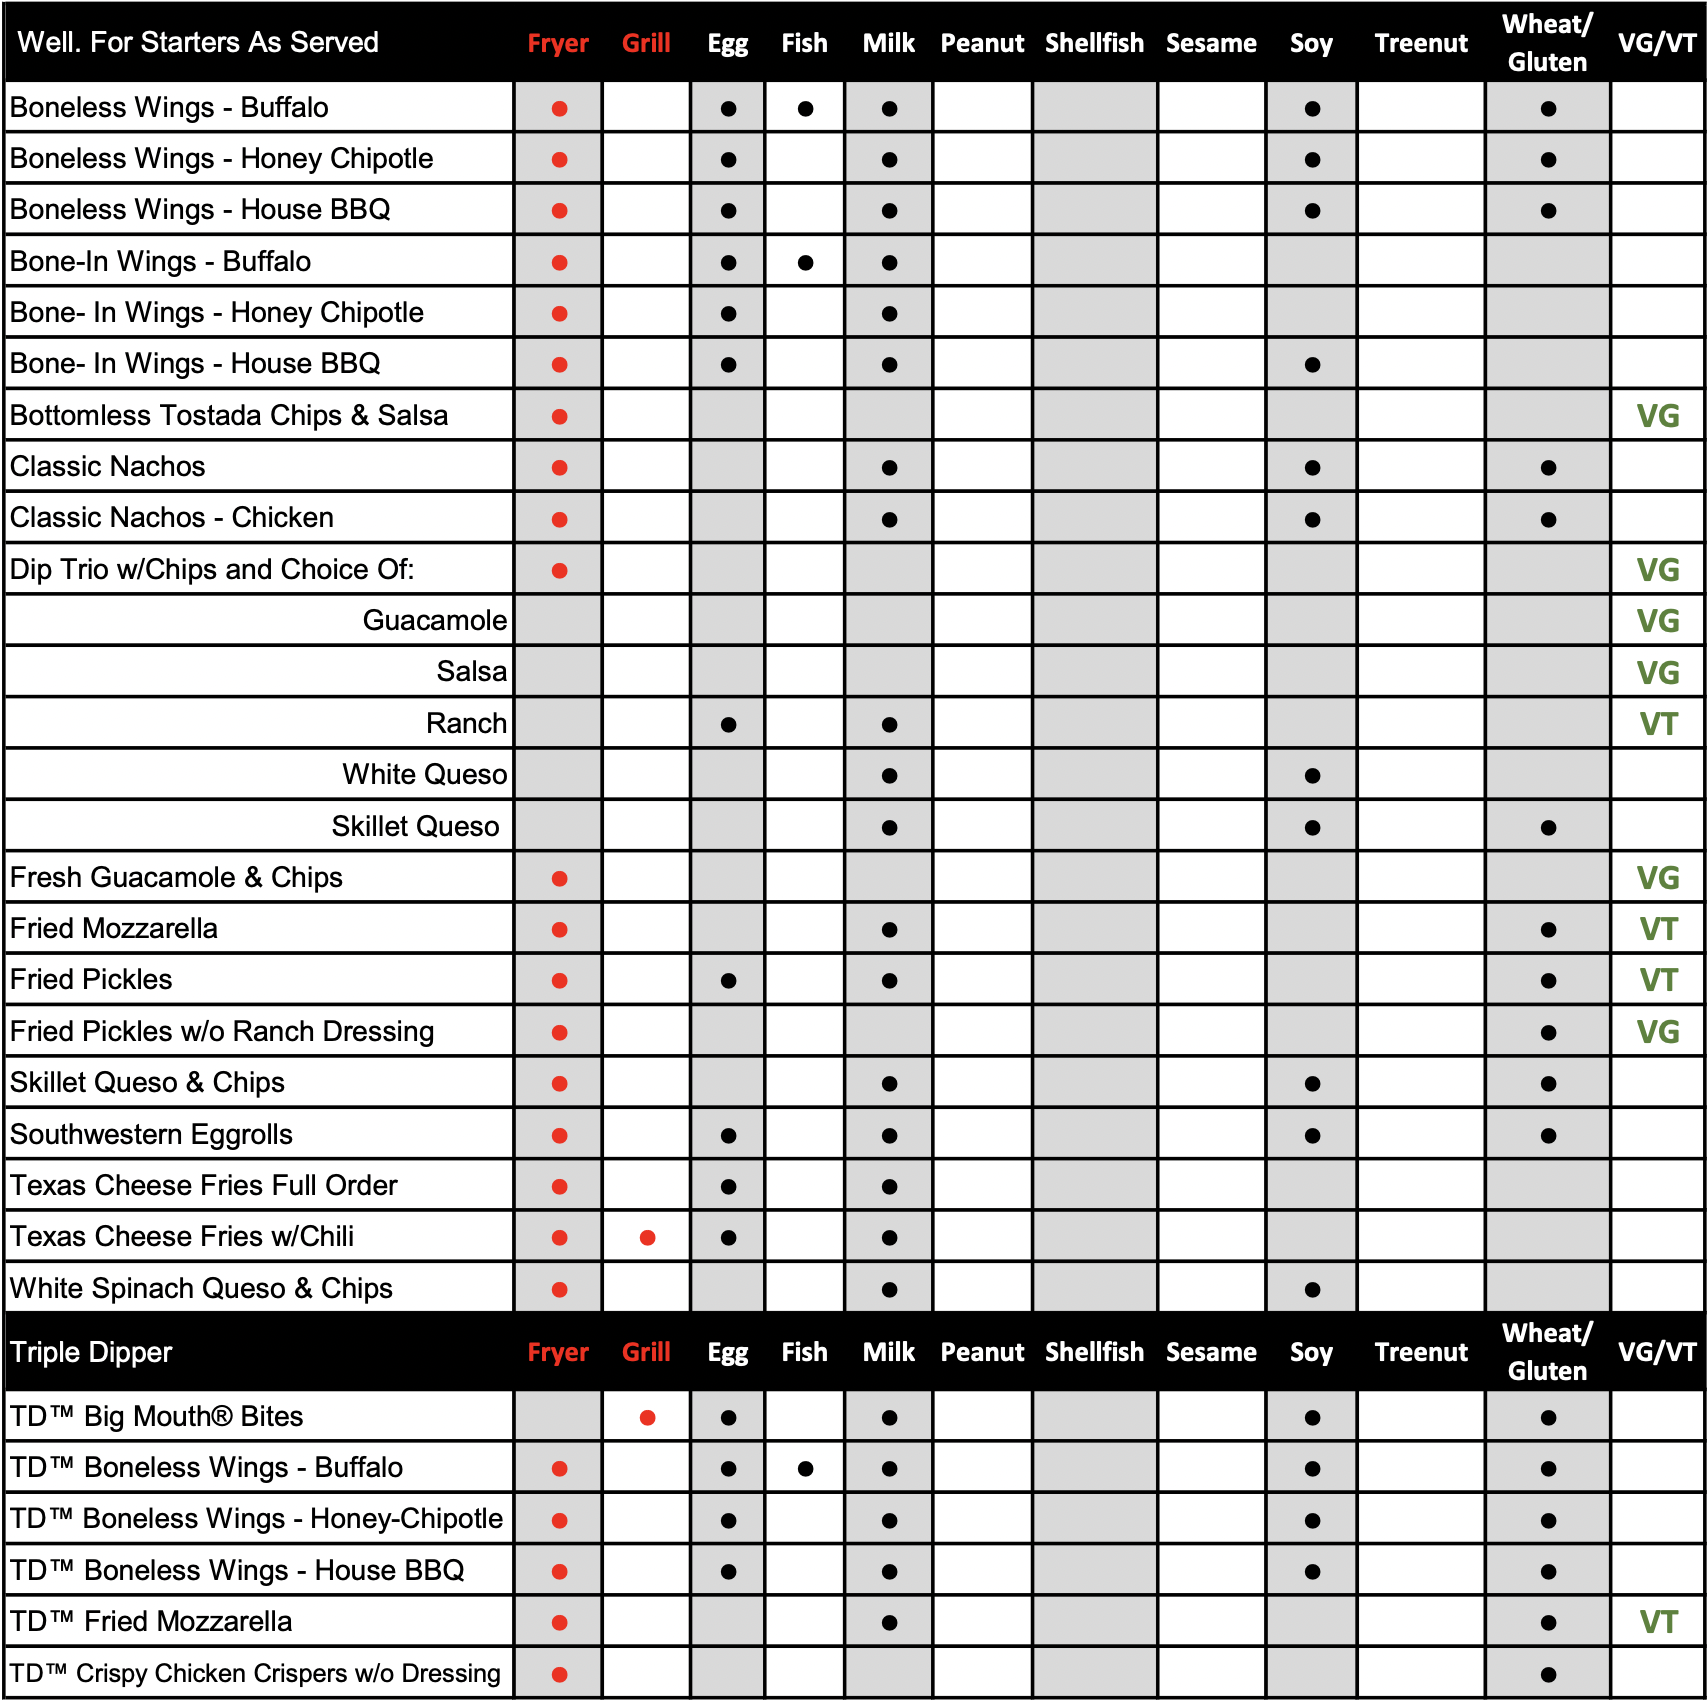 Well. For Starters As Served Fryer Grill Egg Fish Milk Peanut Shellfish Sesame Soy Treenut Wheat/ Gluten VG/VT
Boneless Wings - Buffalo ● ● ● ● ● ●
Boneless Wings - Honey Chipotle ● ● ● ● ●
Boneless Wings - House BBQ ● ● ● ● ●
Bone-In Wings - Buffalo ● ● ● ●
Bone- In Wings - Honey Chipotle ● ● ●
Bone- In Wings - House BBQ ● ● ● ●
Bottomless Tostada Chips & Salsa ● VG
Classic Nachos ● ● ● ●
Classic Nachos - Chicken ● ● ● ●
Dip Trio w/Chips and Choice Of: ● VG
Guacamole VG
Salsa VG
Ranch ● ● VT
White Queso ● ●
Skillet Queso ● ● ●
Fresh Guacamole & Chips ● VG
Fried Mozzarella ● ● ● VT
Fried Pickles ● ● ● ● VT
Fried Pickles w/o Ranch Dressing ● ● VG
Skillet Queso & Chips ● ● ● ●
Southwestern Eggrolls ● ● ● ● ●
Texas Cheese Fries Full Order ● ● ●
Texas Cheese Fries w/Chili ● ● ● ●
White Spinach Queso & Chips ● ● ●
Triple Dipper Fryer Grill Egg Fish Milk Peanut Shellfish Sesame Soy Treenut Wheat/ Gluten VG/VT
TD™ Big Mouth® Bites ● ● ● ● ●
TD™ Boneless Wings - Buffalo ● ● ● ● ● ●
TD™ Boneless Wings - Honey-Chipotle ● ● ● ● ●
TD™ Boneless Wings - House BBQ ● ● ● ● ●
TD™ Fried Mozzarella ● ● ● VT
TD™ Crispy Chicken Crispers w/o Dressing ● ●